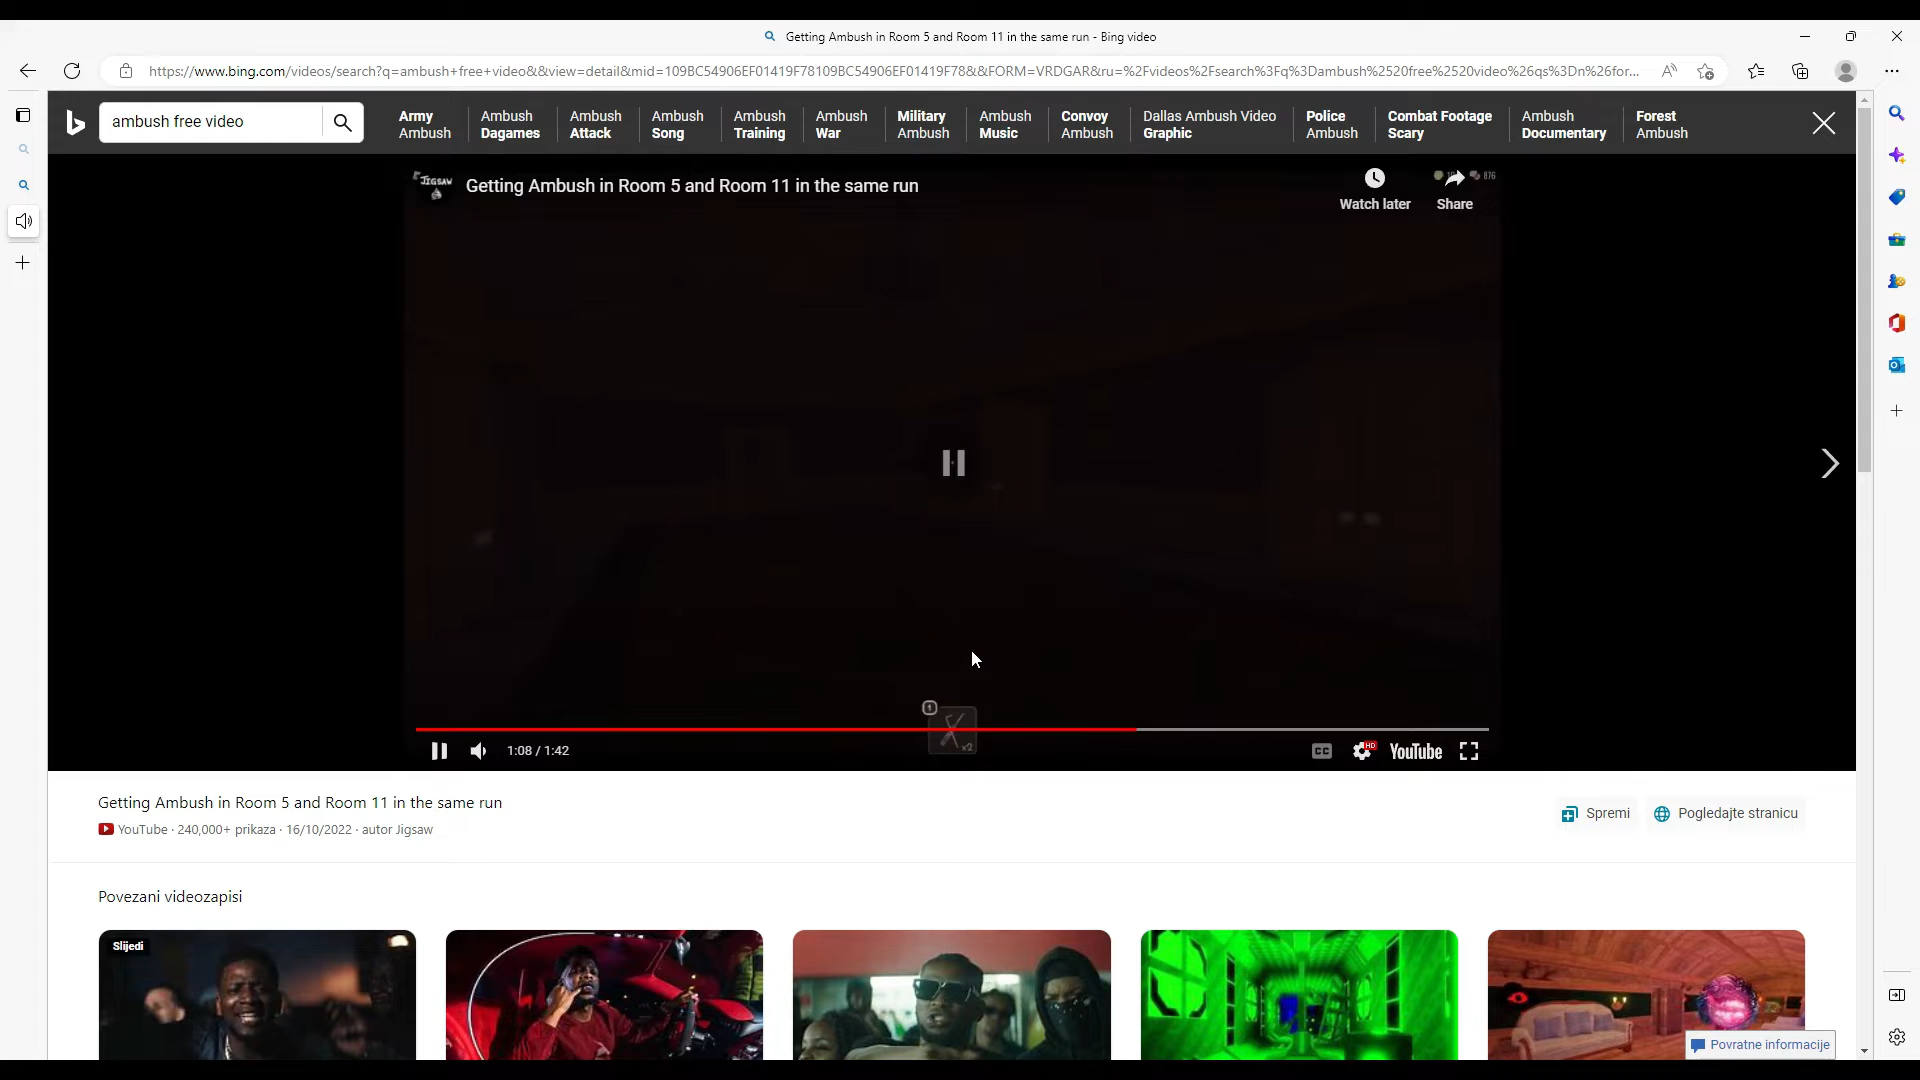 Getting Ambush in Room 5 and Room 11 in the same run - Bing video
https://www.bing.com/videos/search?q=ambush+free+video&&view=detail&mid=109BC54906EF01419F78109BC54906EF01419F78&&FORM=VRDGAR&ru=%2Fvideos%2Fsearch%3Fq%3Dambush%2520free%2520video%26qs%3Dn%26for...
ambush free video
Army Ambush
Ambush Dagames
Ambush Attack
Ambush Song
Ambush Training
Ambush War
Military Ambush
Ambush Music
Convoy Ambush
Dallas Ambush Video Graphic
Police Ambush
Combat Footage Scary
Ambush Documentary
Forest Ambush
JIGSAW
Getting Ambush in Room 5 and Room 11 in the same run
Watch later
Share
876
1
x2
1:08 / 1:42
CC
HD
YouTube
Getting Ambush in Room 5 and Room 11 in the same run
YouTube · 240,000+ prikaza · 16/10/2022 · autor Jigsaw
Spremi
Pogledajte stranicu
Povezani videozapisi
Slijedi
Povratne informacije